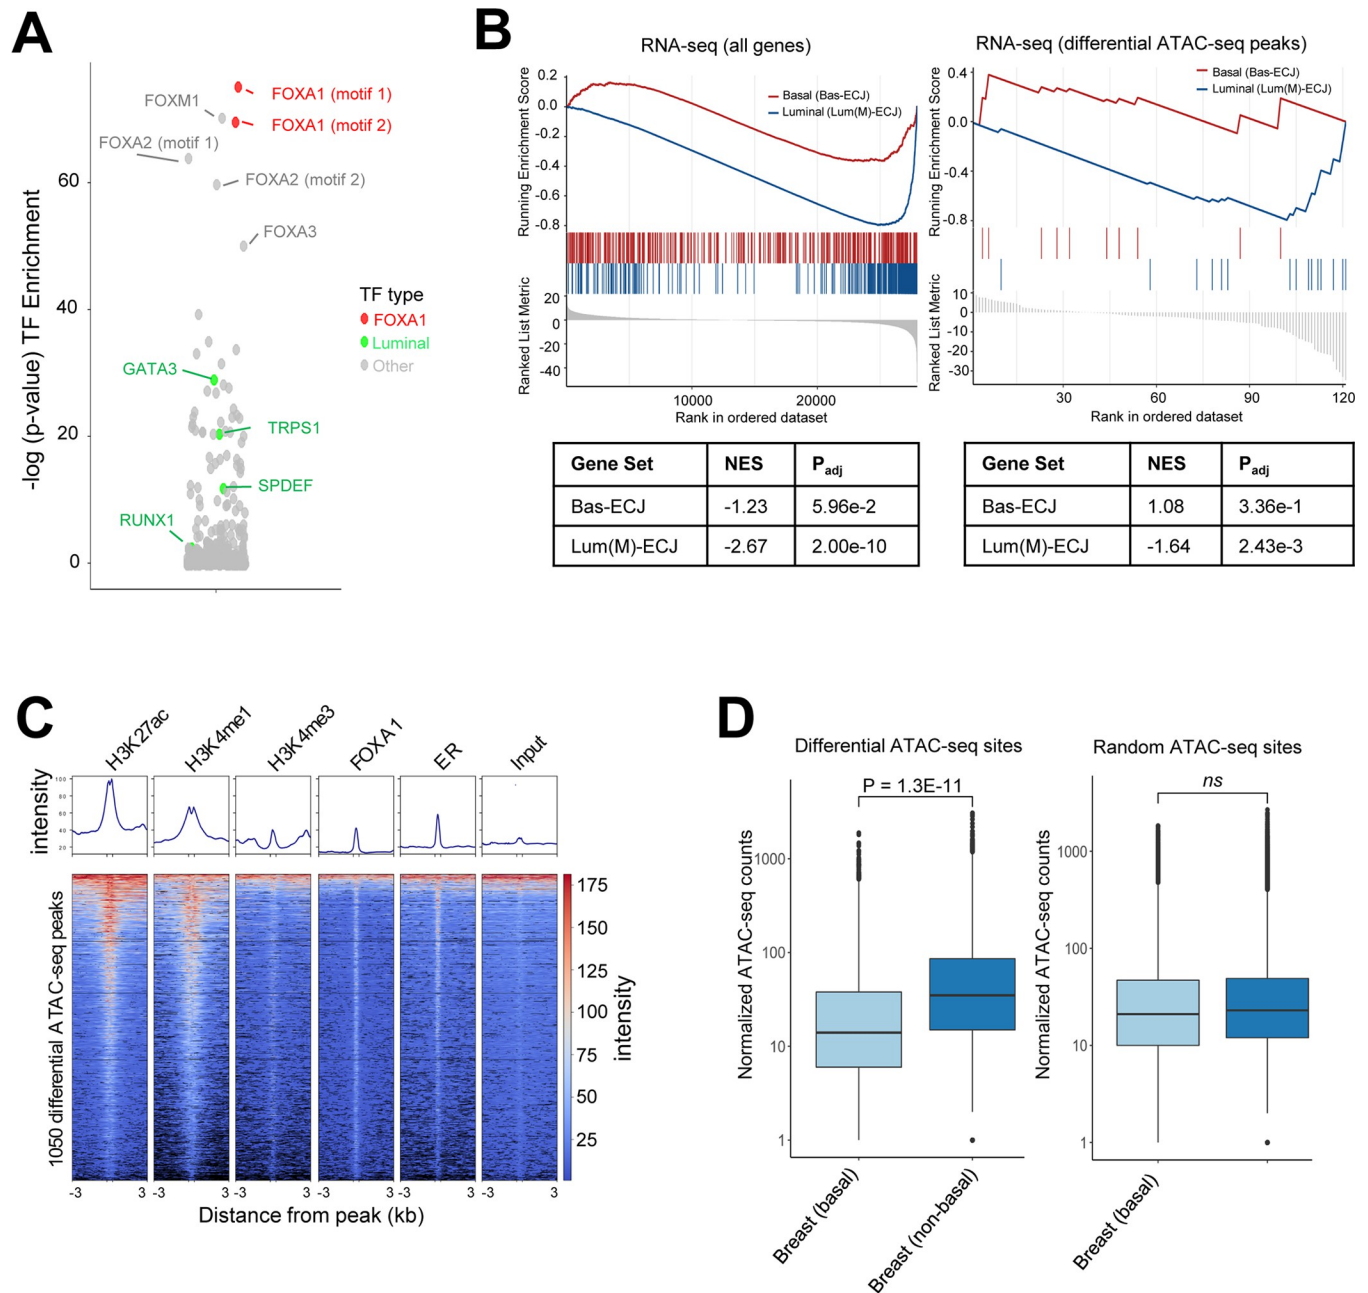 A
-log (p-value) TF Enrichment
60
40
20
0
FOXM1
FOXA1 (motif 1)
FOXA1 (motif 2)
FOXA2 (motif 1)
FOXA2 (motif 2)
FOXA3
GATA3
TRPS1
SPDEF
RUNX1
TF type
FOXA1
Luminal
Other
B
RNA-seq (all genes)
Running Enrichment Score
0.2
0.0
-0.2
-0.4
-0.6
-0.8
Basal (Bas-ECJ)
Luminal (Lum(M)-ECJ)
Ranked List Metric
20
0
-20
-40
10000
20000
Rank in ordered dataset
Gene Set NES Padj
Bas-ECJ -1.23 5.96e-2
Lum(M)-ECJ -2.67 2.00e-10
RNA-seq (differential ATAC-seq peaks)
Running Enrichment Score
0.4
0.0
-0.4
-0.8
Basal (Bas-ECJ)
Luminal (Lum(M)-ECJ)
Ranked List Metric
10
0
-10
-20
-30
30
60
90
120
Rank in ordered dataset
Gene Set NES Padj
Bas-ECJ 1.08 3.36e-1
Lum(M)-ECJ -1.64 2.43e-3
C
H3K27ac
H3K4me1
H3K4me3
FOXA1
ER
Input
intensity
100
80
60
40
20
1050 differential ATAC-seq peaks
-3 3 -3 3 -3 3 -3 3 -3 3 -3 3
Distance from peak (kb)
175
150
125
100
75
50
25
intensity
D
Differential ATAC-seq sites
P = 1.3E-11
Normalized ATAC-seq counts
1000
100
10
1
Breast (basal)
Breast (non-basal)
Random ATAC-seq sites
ns
Normalized ATAC-seq counts
1000
100
10
1
Breast (basal)